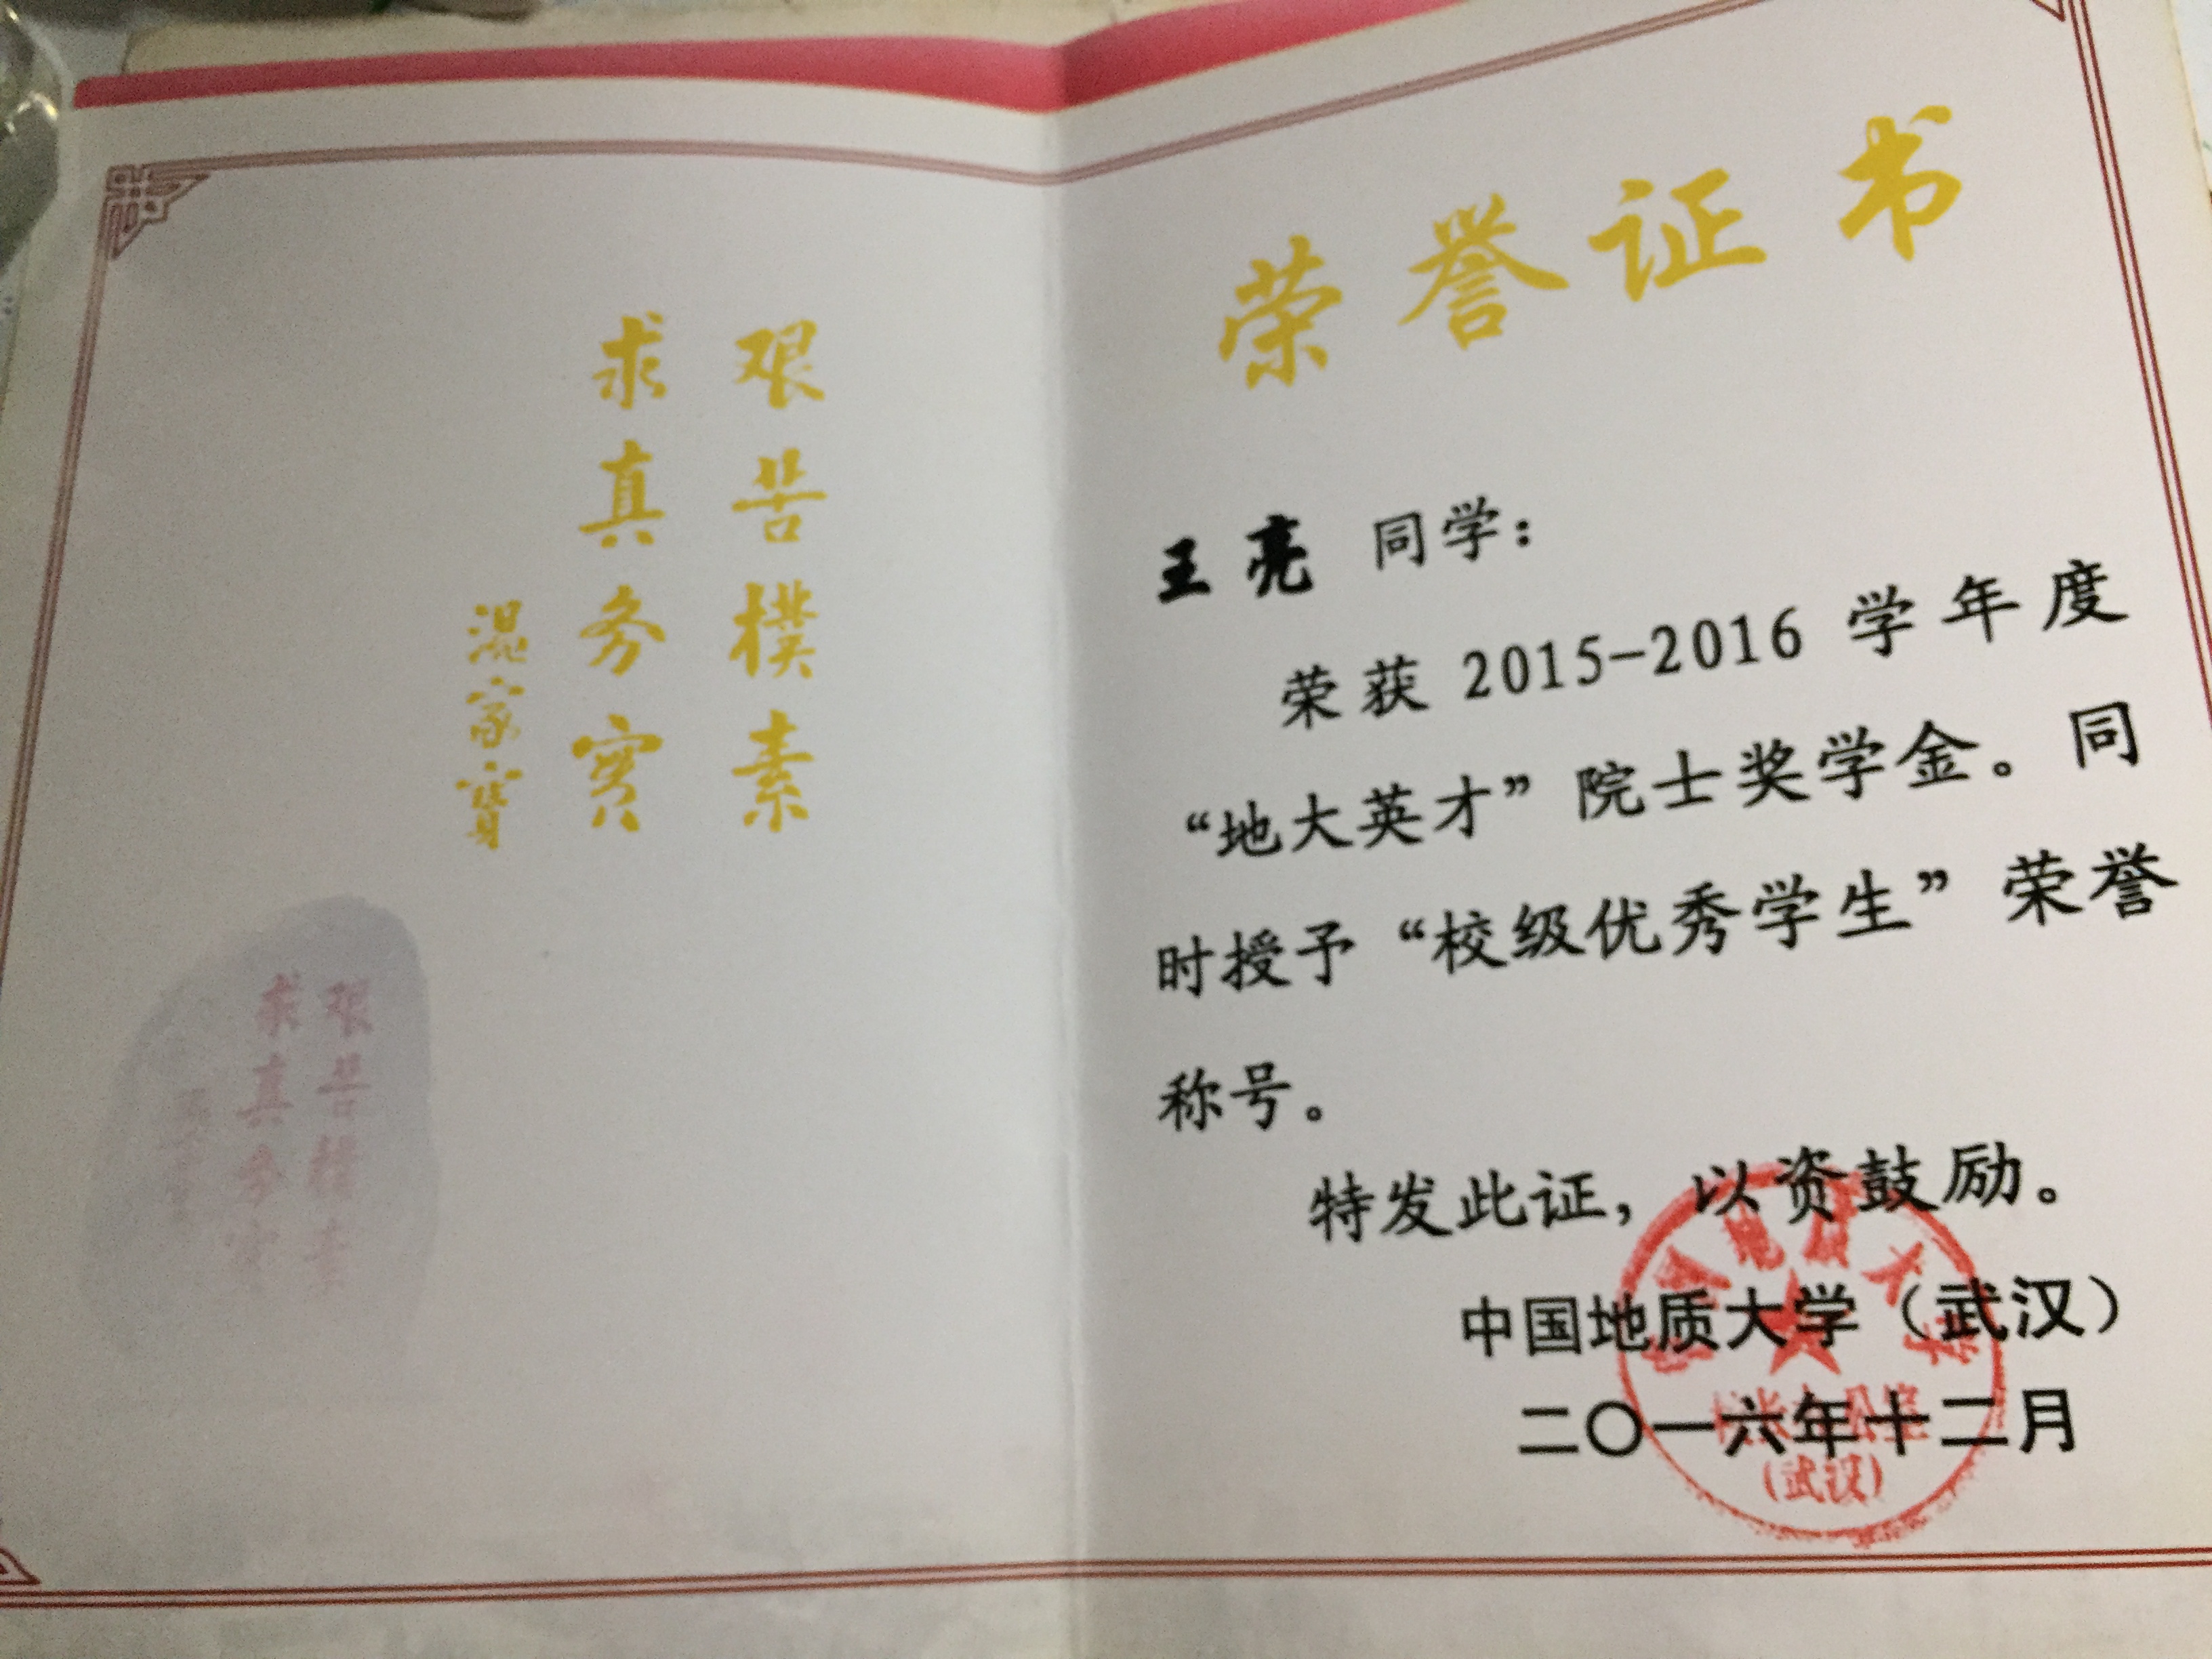 艰苦樸素
求真务實
温家寶
艰苦樸素
求真务實
荣誉证书
王亮 同学：
荣获 2015-2016 学年度
“地大英才”院士奖学金。同
时授予“校级优秀学生”荣誉
称号。
特发此证，以资鼓励。
中国地质大学（武汉）
二〇一六年十二月
地质大学
（武汉）